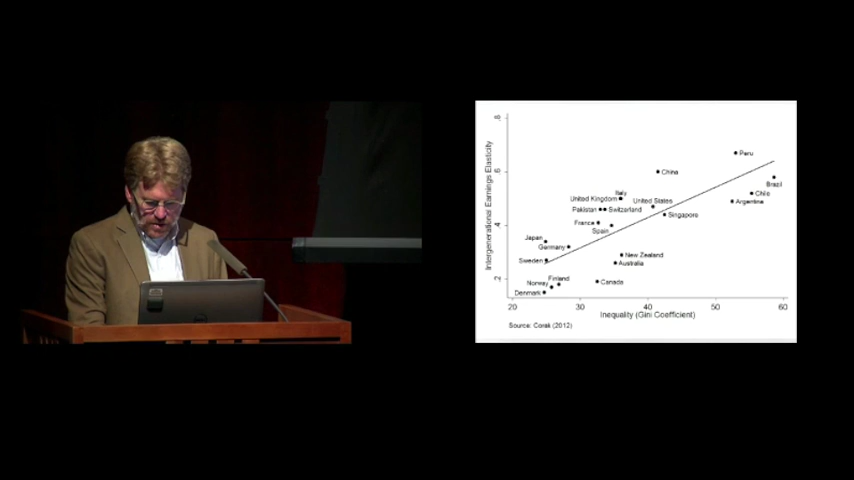 .8
Peru
.6
China
Brazil
Italy
Chile
United Kingdom
United States
Argentina
Pakistan
Switzerland
Singapore
France
.4
Spain
Japan
Germany
New Zealand
Sweden
Australia
Finland
.2
Norway
Canada
Denmark
Intergenerational Earnings Elasticity
20 30 40 50 60
Inequality (Gini Coefficient)
Source: Corak (2012)